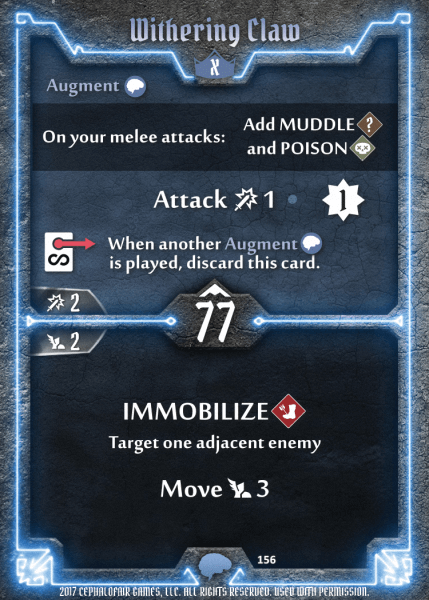 Withering Claw
א
Augment
On your melee attacks: Add MUDDLE ?
and POISON
Attack 1 1
When another Augment
is played, discard this card.
2
77
2
IMMOBILIZE
Target one adjacent enemy
Move 3
156
2017 CEPHALOFAIR GAMES, LLC. ALL RIGHTS RESERVED. USED WITH PERMISSION.